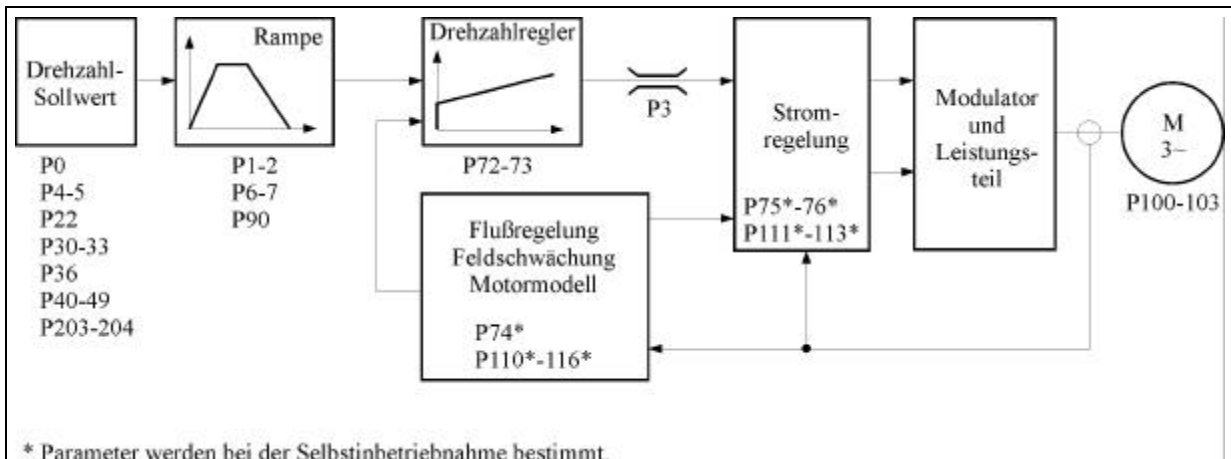 Drehzahl-
Sollwert
P0
P4-5
P22
P30-33
P36
P40-49
P203-204
Rampe
P1-2
P6-7
P90
Drehzahlregler
P72-73
P3
Flußregelung
Feldschwächung
Motormodell
P74*
P110*-116*
Strom-
regelung
P75*-76*
P111*-113*
Modulator
und
Leistungs-
teil
M
3~
P100-103
* Parameter werden bei der Selbstinbetriebnahme bestimmt.